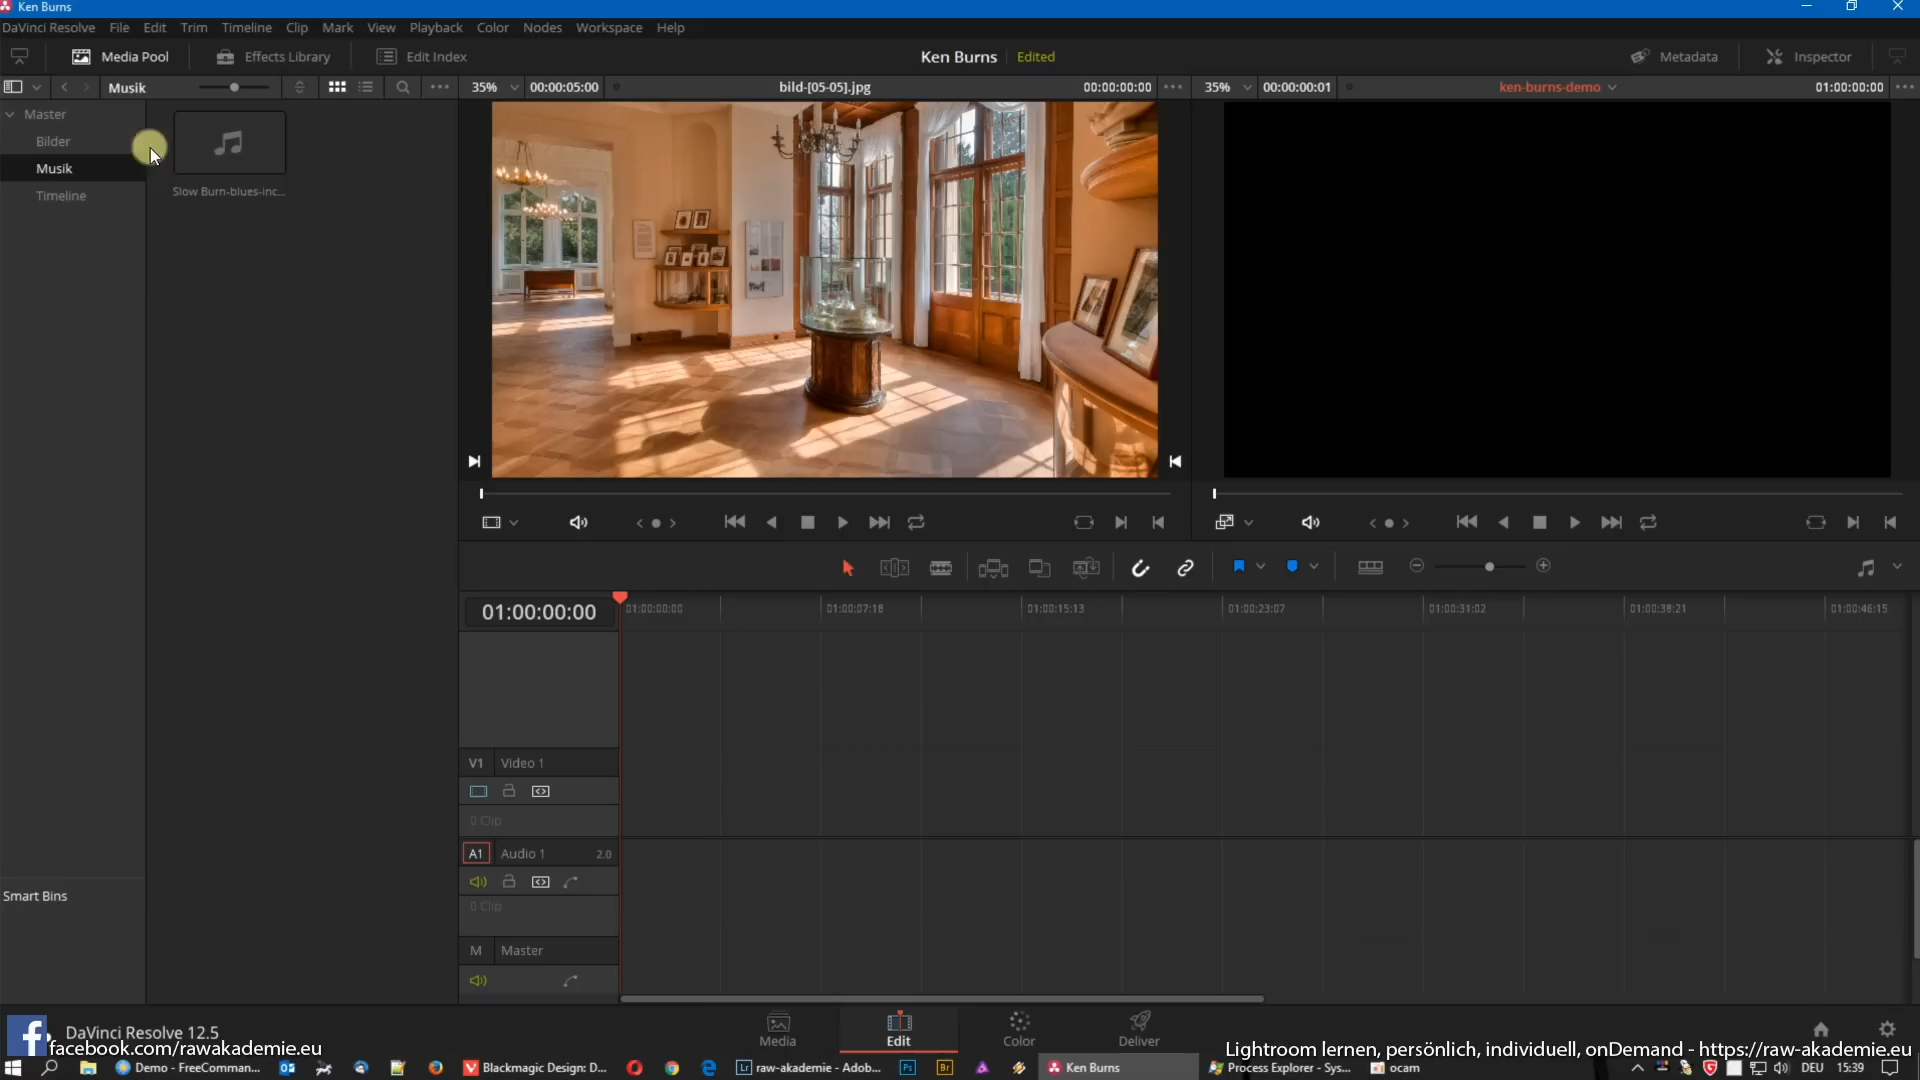 Ken Burns
DaVinci Resolve File Edit Trim Timeline Clip Mark View Playback Color Nodes Workspace Help
Media Pool Effects Library Edit Index Ken Burns Edited Metadata Inspector
Musik 35% 00:00:05:00 bild-[05-05].jpg 00:00:00:00 35% 00:00:00:01 ken-burns-demo 01:00:00:00
Master
Bilder
Musik
Timeline
Slow Burn-blues-inc...
01:00:00:00 01:00:00:00 01:00:07:18 01:00:15:13 01:00:23:07 01:00:31:02 01:00:38:21 01:00:46:15
V1 Video 1
0 Clip
A1 Audio 1 2.0
0 Clip
M Master
Smart Bins
DaVinci Resolve 12.5
Media Edit Color Deliver
facebook.com/rawakademie.eu
Lightroom lernen, persönlich, individuell, onDemand - https://raw-akademie.eu
Demo - FreeComman... Blackmagic Design: D... Lr raw-akademie - Adob... Ps Br Ken Burns Process Explorer - Sys... ocam DEU 15:39